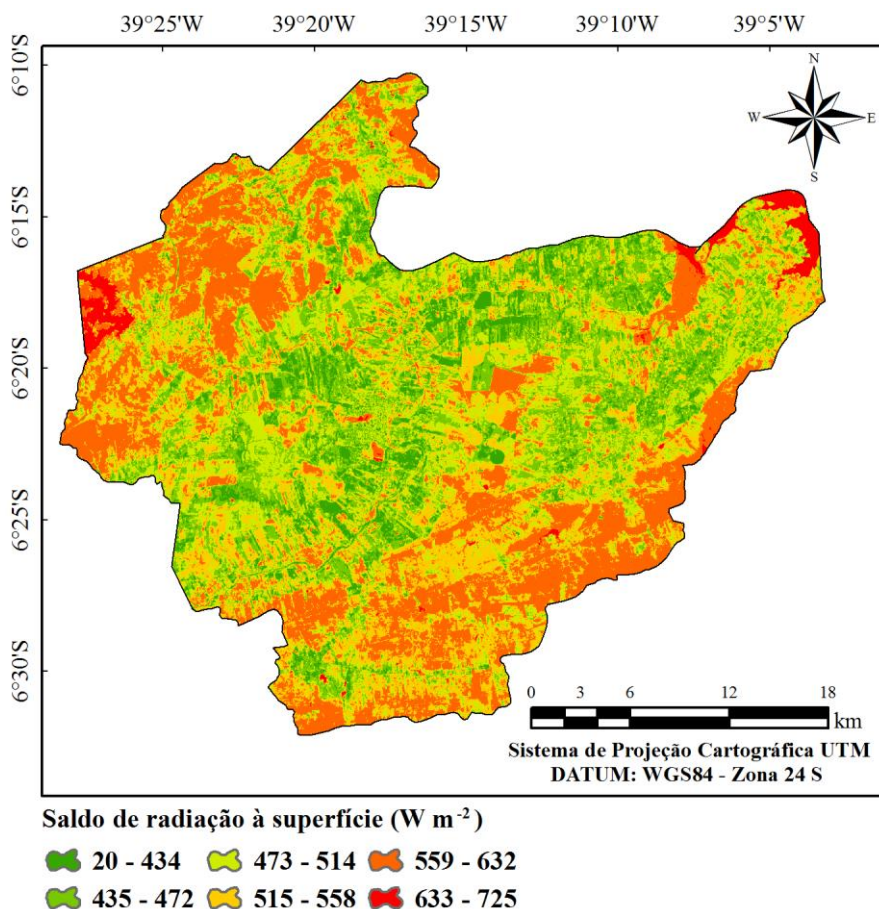 39°25'W 39°20'W 39°15'W 39°10'W 39°5'W
6°10'S
N
W E
S
6°15'S
6°20'S
6°25'S
6°30'S
0 3 6 12 18
km
Sistema de Projeção Cartográfica UTM
DATUM: WGS84 - Zona 24 S
Saldo de radiação à superfície (W m⁻²)
20 - 434 473 - 514 559 - 632
435 - 472 515 - 558 633 - 725